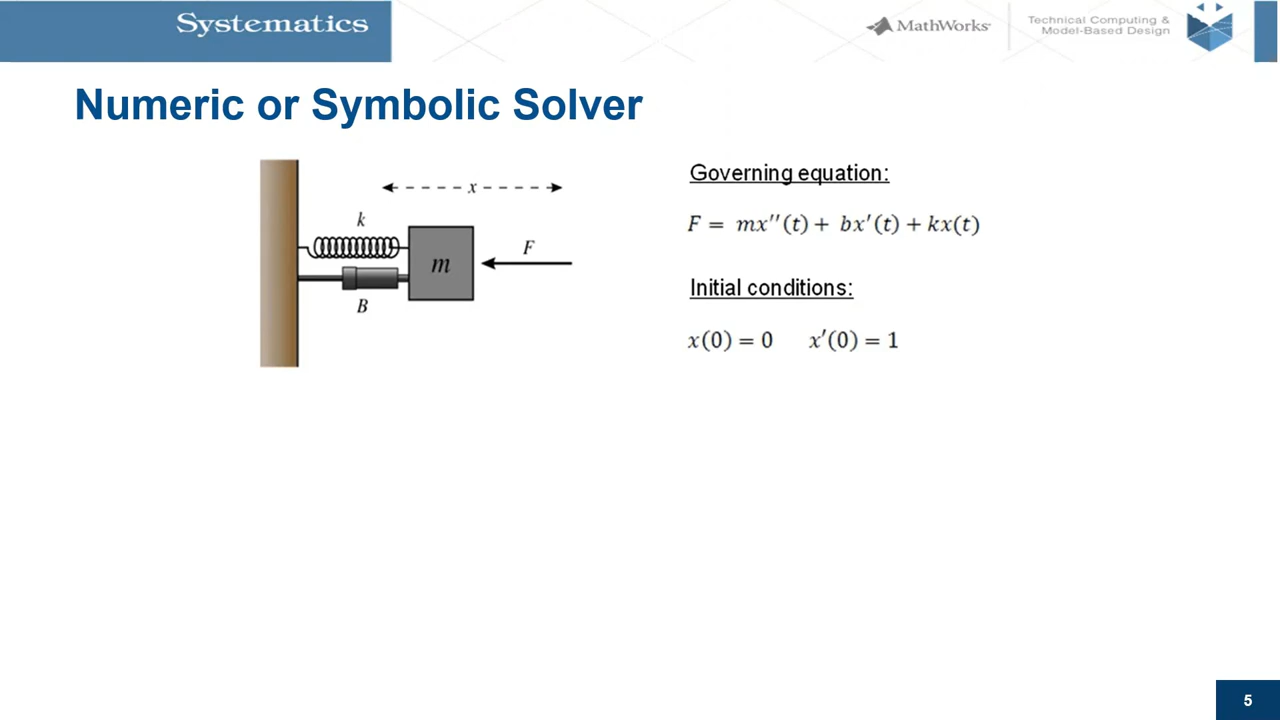 Systematics
MathWorks
Technical Computing &
Model-Based Design
Numeric or Symbolic Solver
x
k
m
F
B
Governing equation:
F = mx′′(t) + bx′(t) + kx(t)
Initial conditions:
x(0) = 0 x′(0) = 1
5